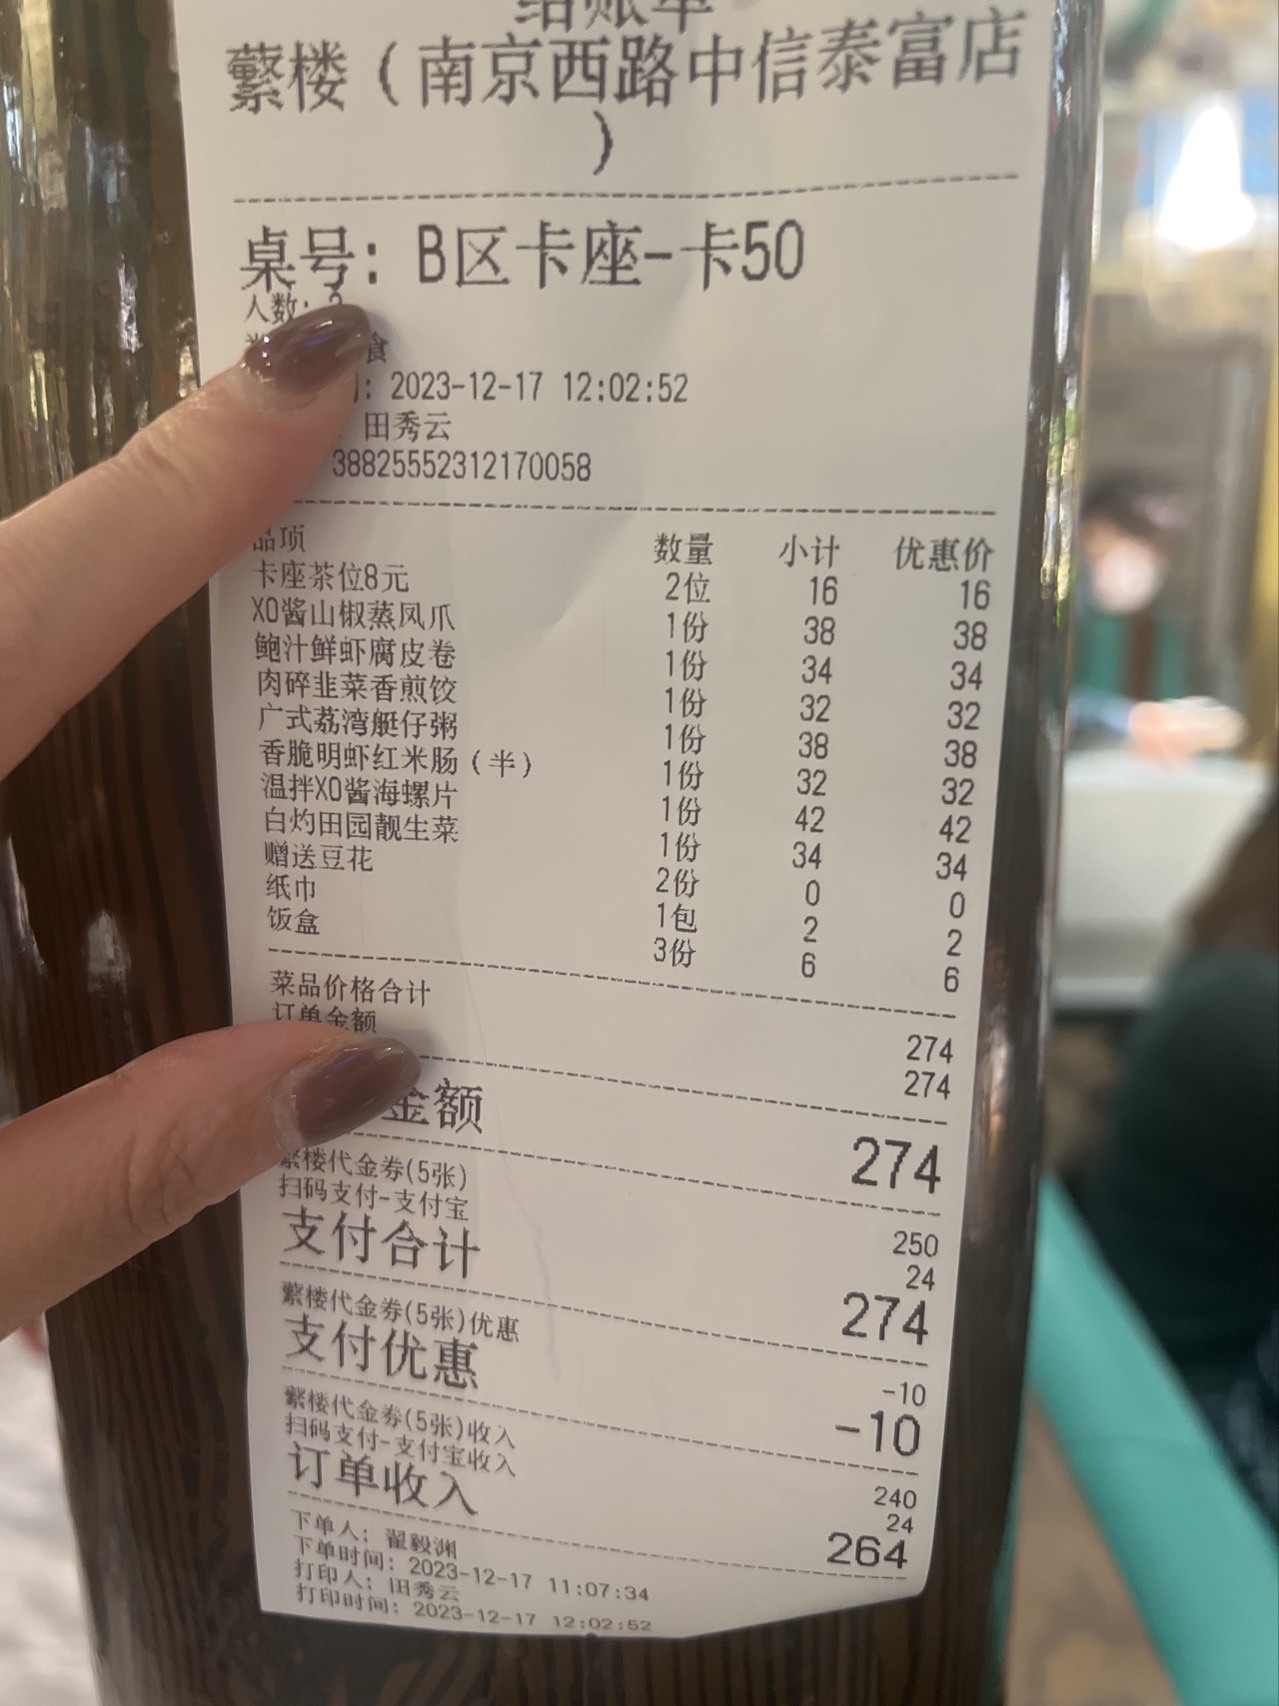 结账单
蘩楼（南京西路中信泰富店
）
桌号：B区卡座-卡50
人数：
食
：2023-12-17 12:02:52
田秀云
38825552312170058
品项 数量 小计 优惠价
卡座茶位8元 2位 16 16
XO酱山椒蒸凤爪 1份 38 38
鲍汁鲜虾腐皮卷 1份 34 34
肉碎韭菜香煎饺 1份 32 32
广式荔湾艇仔粥 1份 38 38
香脆明虾红米肠（半） 1份 32 32
温拌XO酱海螺片 1份 42 42
白灼田园靓生菜 1份 34 34
赠送豆花 2份 0 0
纸巾 1包 2 2
饭盒 3份 6 6
菜品价格合计 274
订单金额 274
金额 274
蘩楼代金券(5张) 250
扫码支付-支付宝 24
支付合计 274
蘩楼代金券(5张)优惠 -10
支付优惠 -10
蘩楼代金券(5张)收入 240
扫码支付-支付宝收入 24
订单收入 264
下单人：翟毅渊
下单时间：2023-12-17 11:07:34
打印人：田秀云
打印时间：2023-12-17 12:02:52